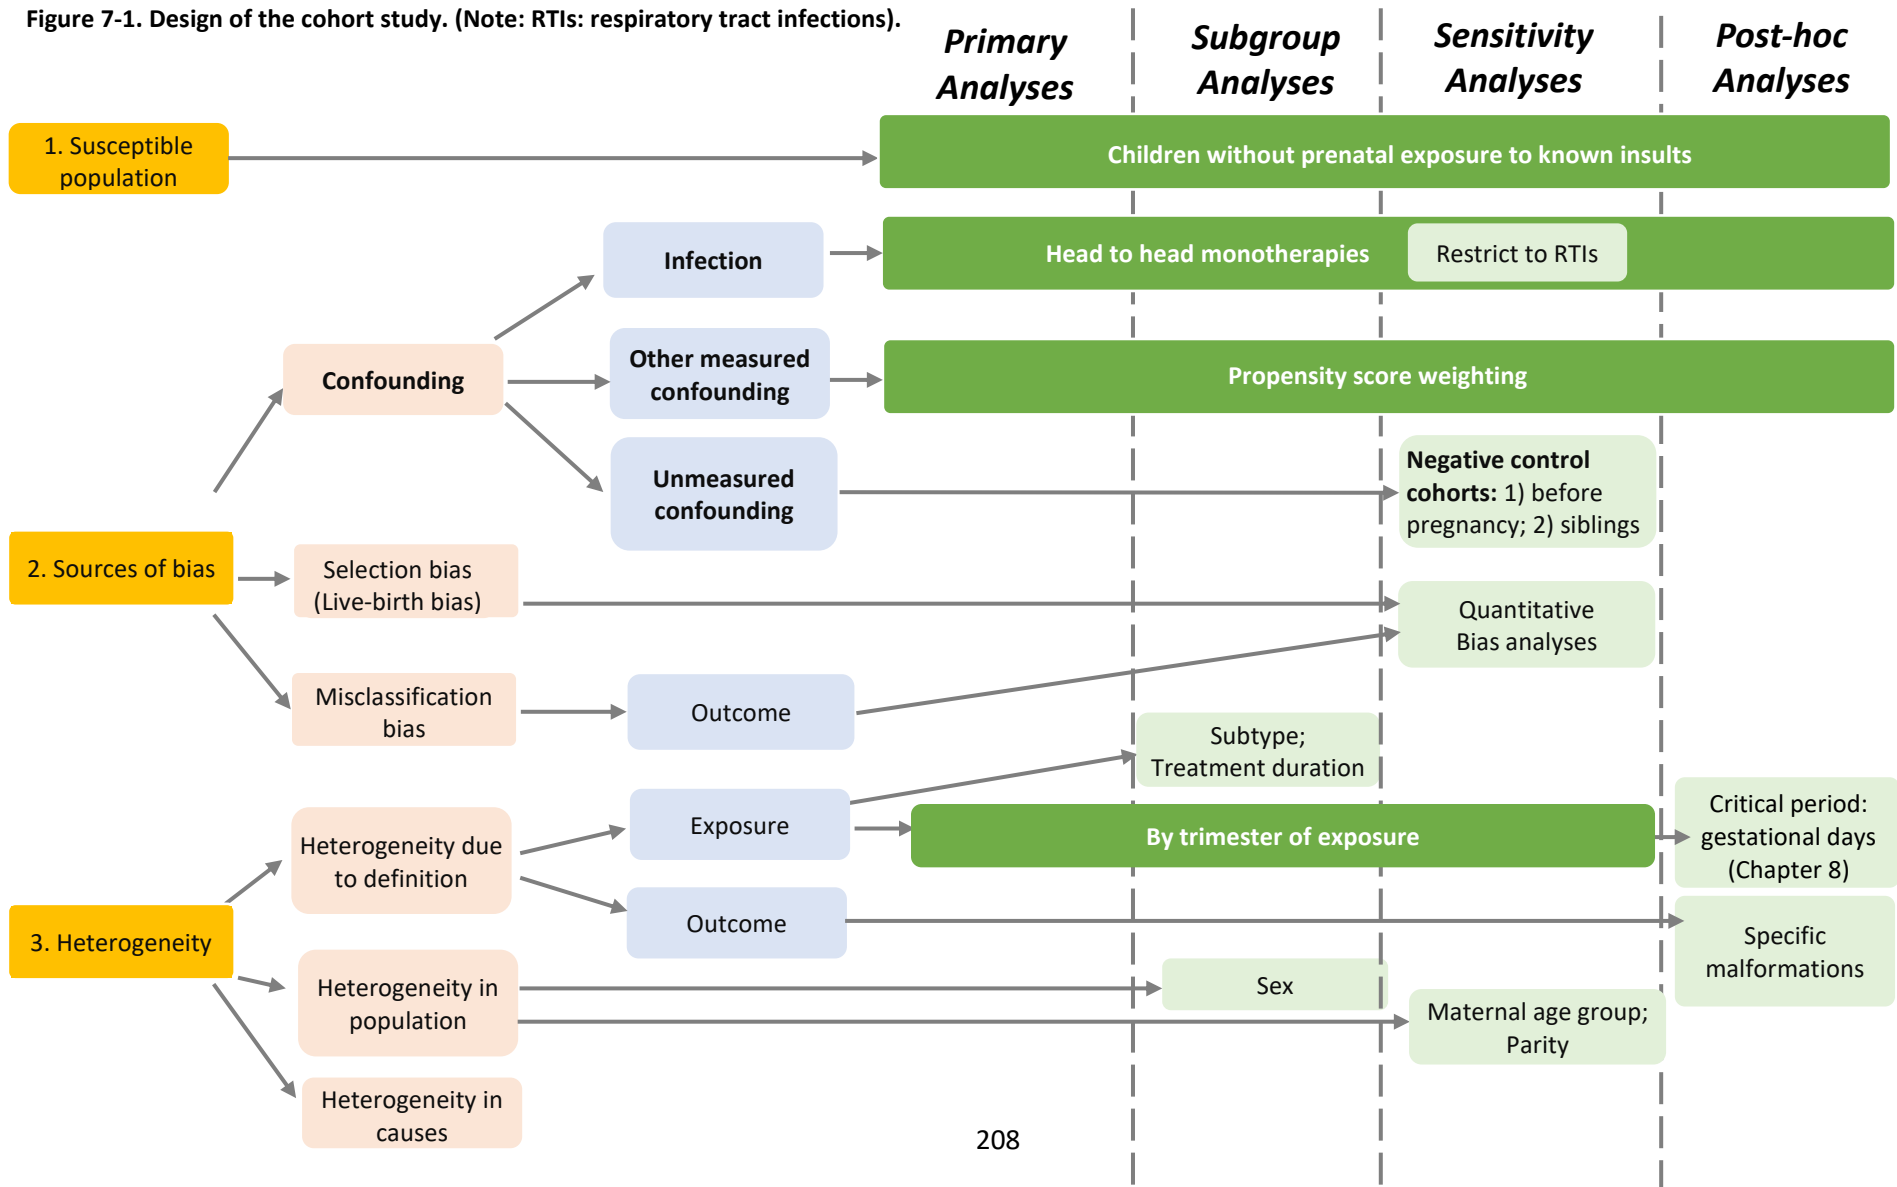 Figure 7-1. Design of the cohort study. (Note: RTIs: respiratory tract infections).
Primary
Analyses
Subgroup
Analyses
Sensitivity
Analyses
Post-hoc
Analyses
1. Susceptible
population
Children without prenatal exposure to known insults
Infection
Head to head monotherapies
Restrict to RTIs
Confounding
Other measured
confounding
Propensity score weighting
Unmeasured
confounding
Negative control
cohorts: 1) before
pregnancy; 2) siblings
2. Sources of bias
Selection bias
(Live-birth bias)
Quantitative
Bias analyses
Misclassification
bias
Outcome
Subtype;
Treatment duration
Heterogeneity due
to definition
Exposure
By trimester of exposure
Critical period:
gestational days
(Chapter 8)
Outcome
Specific
malformations
3. Heterogeneity
Heterogeneity in
population
Sex
Maternal age group;
Parity
Heterogeneity in
causes
208